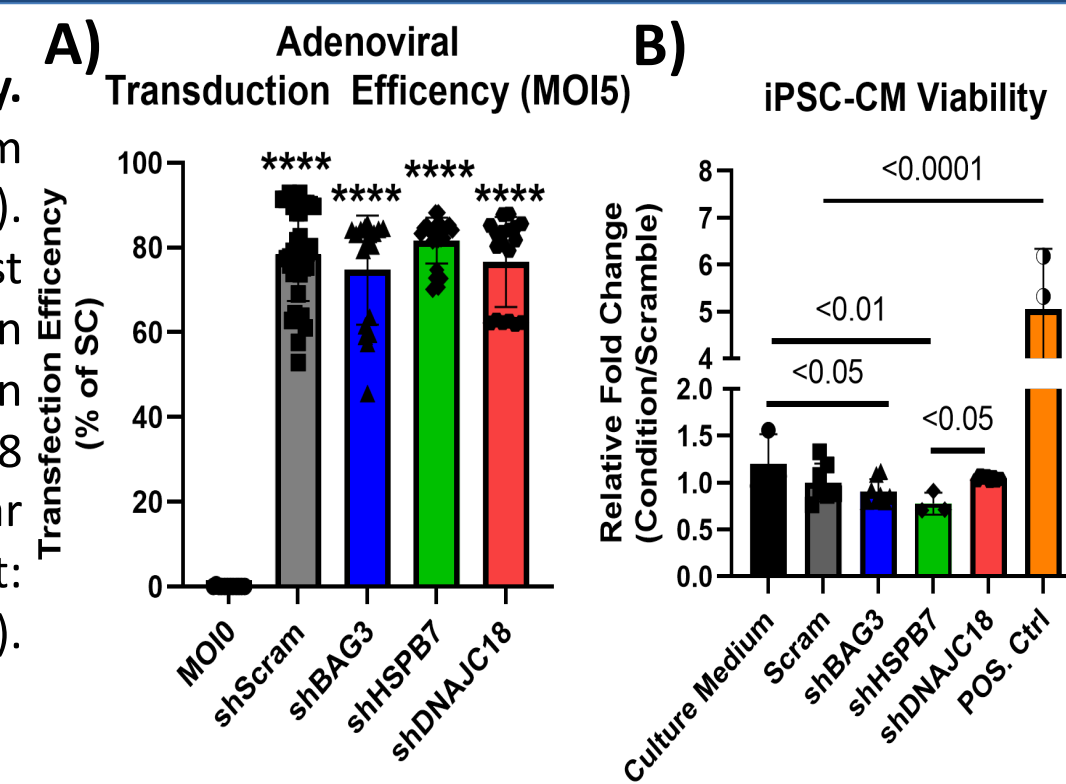 y.
m
).
st
n
n
8
ar
t:
).
A)
Adenoviral
Transduction Efficency (MOI5)
Transfection Efficency
(% of SC)
100
80
60
40
20
0
****
****
****
****
MOI0
shScram
shBAG3
shHSPB7
shDNAJC18
B)
iPSC-CM Viability
Relative Fold Change
(Condition/Scramble)
8
7
6
5
4
2.0
1.5
1.0
0.5
0.0
<0.0001
<0.01
<0.05
<0.05
Culture Medium
Scram
shBAG3
shHSPB7
shDNAJC18
POS. Ctrl